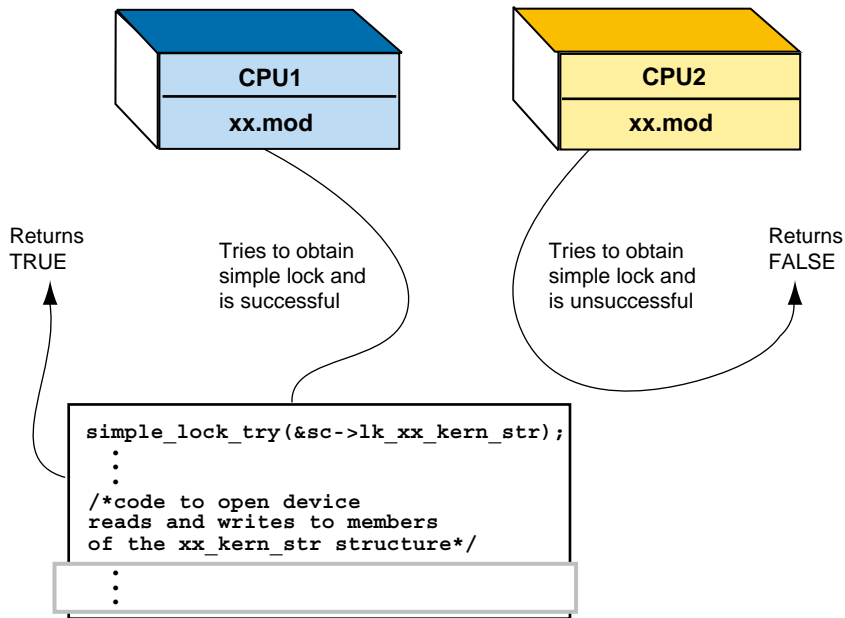 CPU1
xx.mod
CPU2
xx.mod
Returns
TRUE
Tries to obtain
simple lock and
is successful
Tries to obtain
simple lock and
is unsuccessful
Returns
FALSE
simple_lock_try(&sc->lk_xx_kern_str);
.
.
.
/*code to open device
reads and writes to members
of the xx_kern_str structure*/
.
.
.